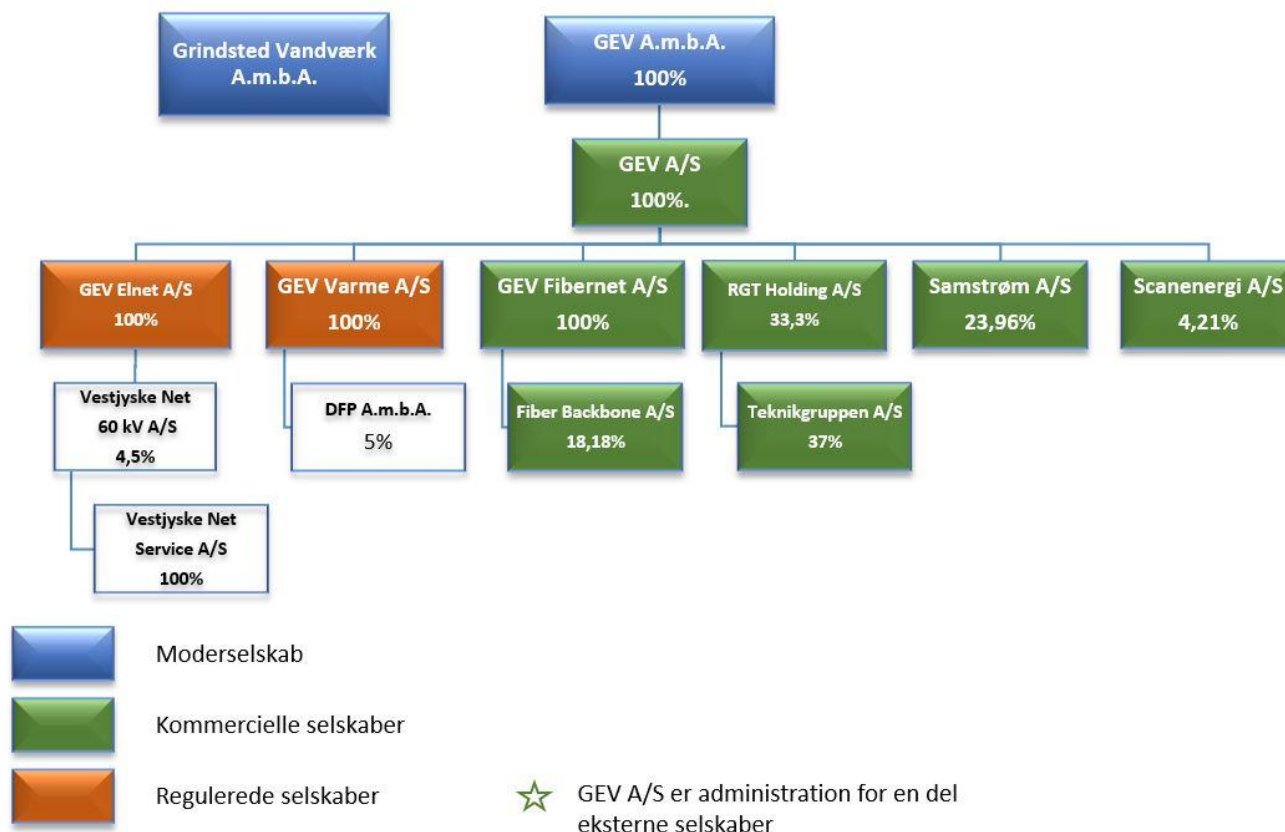 Grindsted Vandværk
A.m.b.A.
GEV A.m.b.A.
100%
GEV A/S
100%.
GEV Elnet A/S
100%
GEV Varme A/S
100%
GEV Fibernet A/S
100%
RGT Holding A/S
33,3%
Samstrøm A/S
23,96%
Scanenergi A/S
4,21%
Vestjyske Net
60 kV A/S
4,5%
DFP A.m.b.A.
5%
Fiber Backbone A/S
18,18%
Teknikgruppen A/S
37%
Vestjyske Net
Service A/S
100%
Moderselskab
Kommercielle selskaber
Regulerede selskaber
GEV A/S er administration for en del
eksterne selskaber